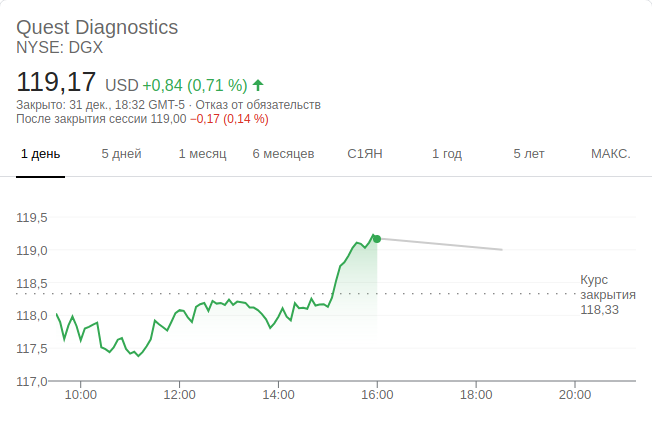 Quest Diagnostics
NYSE: DGX
119,17 USD +0,84 (0,71 %)
Закрыто: 31 дек., 18:32 GMT-5 · Отказ от обязательств
После закрытия сессии 119,00 −0,17 (0,14 %)
1 день 5 дней 1 месяц 6 месяцев С1ЯН 1 год 5 лет МАКС.
119,5
119,0
118,5
118,0
117,5
117,0
Курс
закрытия
118,33
10:00 12:00 14:00 16:00 18:00 20:00